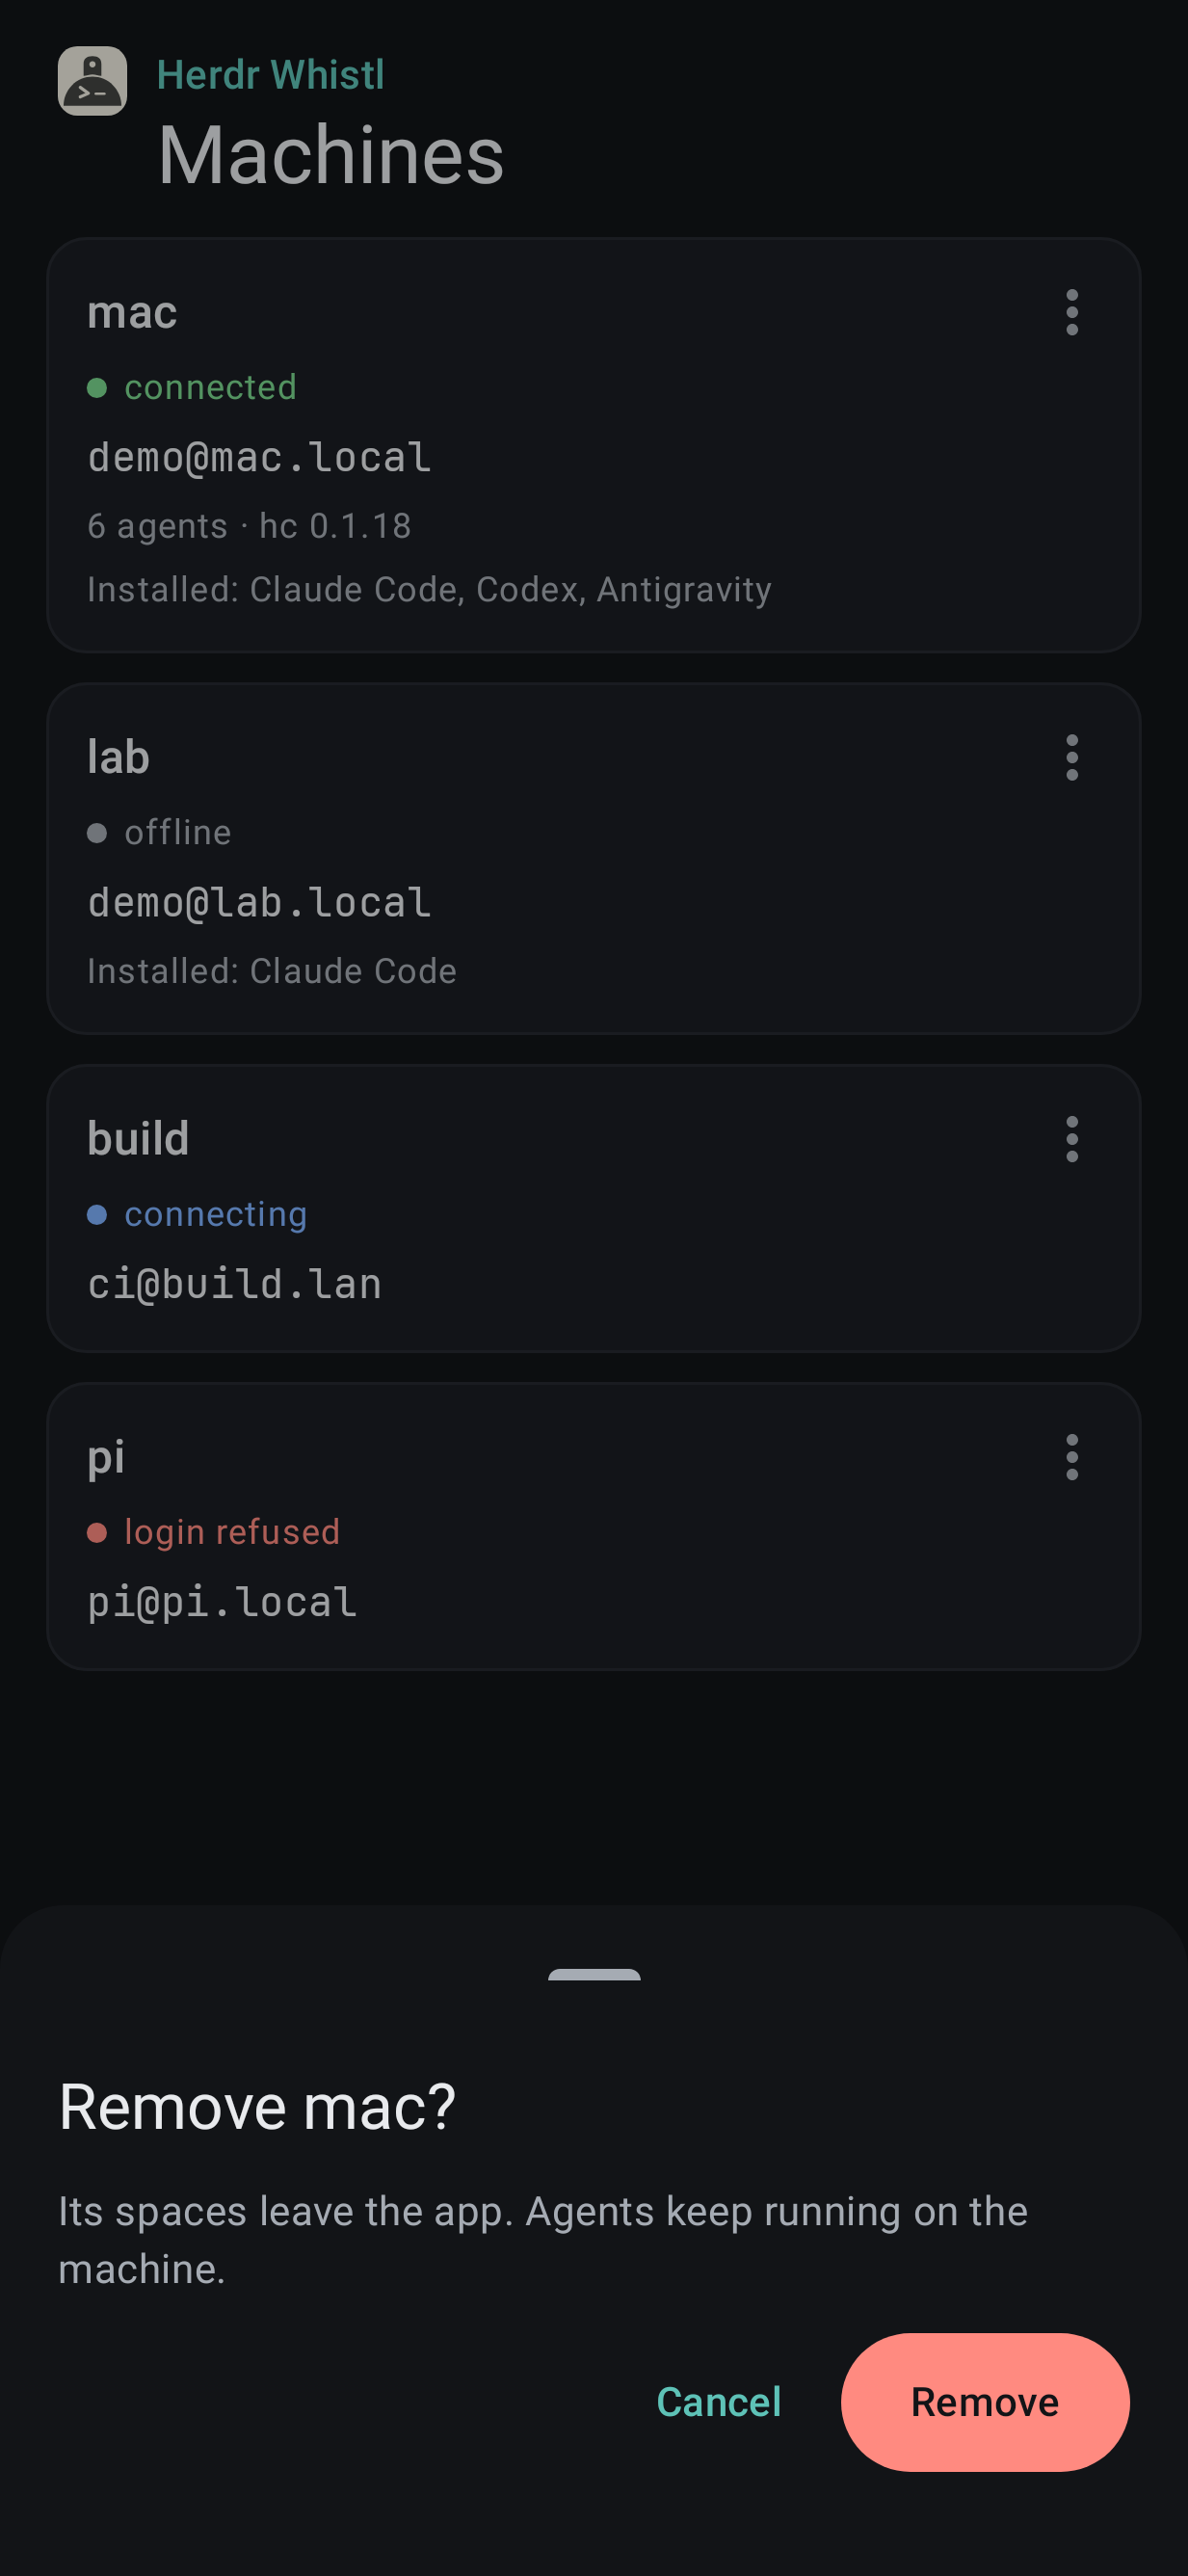 Herdr Whistl
Machines
mac
connected
demo@mac.local
6 agents · hc 0.1.18
Installed: Claude Code, Codex, Antigravity
lab
offline
demo@lab.local
Installed: Claude Code
build
connecting
ci@build.lan
pi
login refused
pi@pi.local
Remove mac?
Its spaces leave the app. Agents keep running on the
machine.
Cancel
Remove